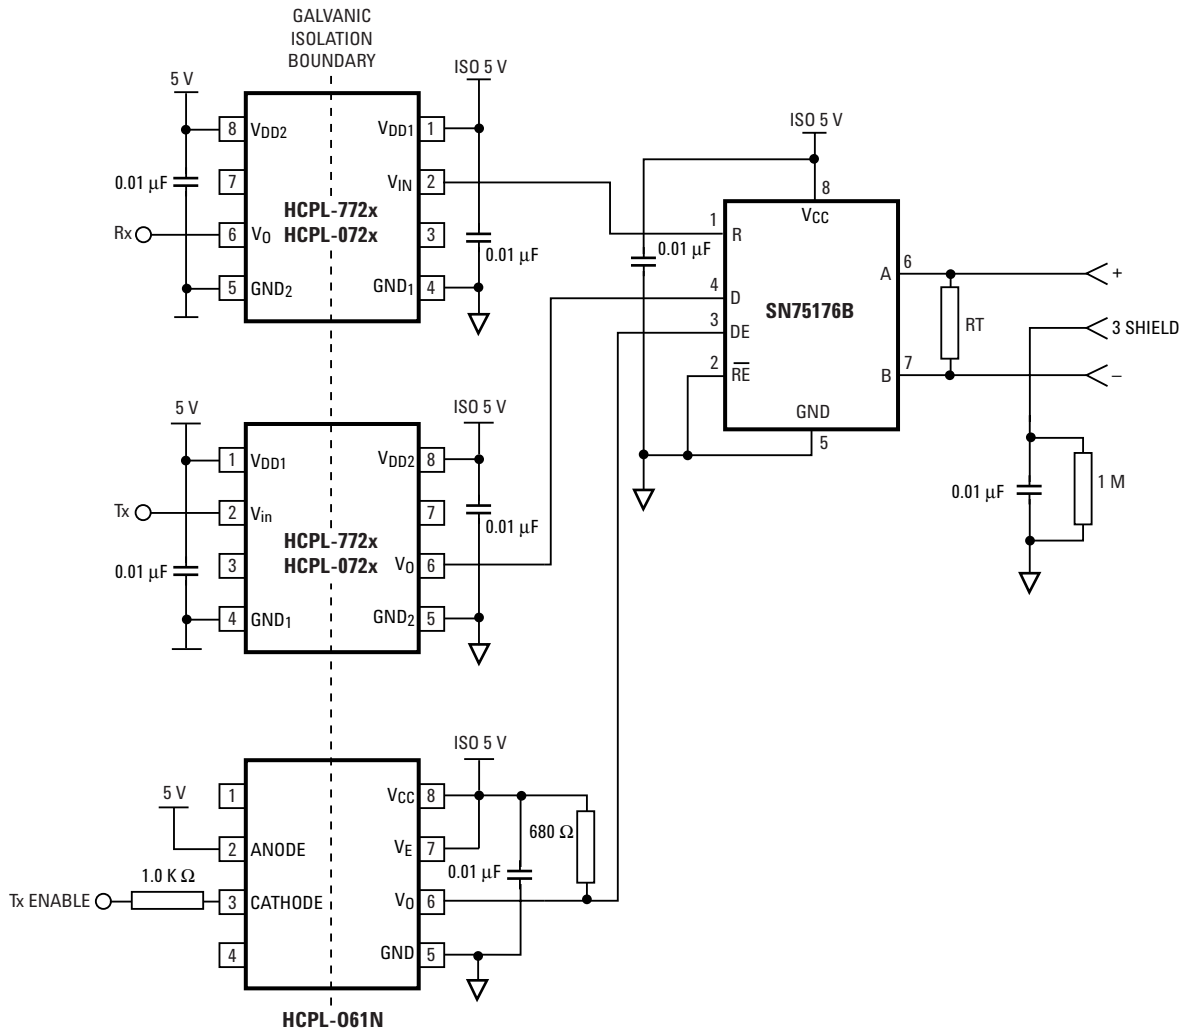 GALVANIC
ISOLATION
BOUNDARY
5 V
ISO 5 V
8 VDD2
VDD1 1
7
VIN 2
0.01 µF
HCPL-772x
HCPL-072x
Rx
6 VO
3
0.01 µF
5 GND2
GND1 4
ISO 5 V
8
VCC
1
R
0.01 µF
4
D
3
DE
2
RE
SN75176B
6
A
7
B
GND
5
RT
+
3 SHIELD
–
0.01 µF
1 M
5 V
ISO 5 V
1 VDD1
VDD2 8
Tx
2 Vin
7
0.01 µF
HCPL-772x
HCPL-072x
3
VO 6
0.01 µF
4 GND1
GND2 5
ISO 5 V
5 V
1
VCC 8
2 ANODE
VE 7
680 Ω
0.01 µF
1.0 K Ω
Tx ENABLE
3 CATHODE
VO 6
4
GND 5
HCPL-O61N